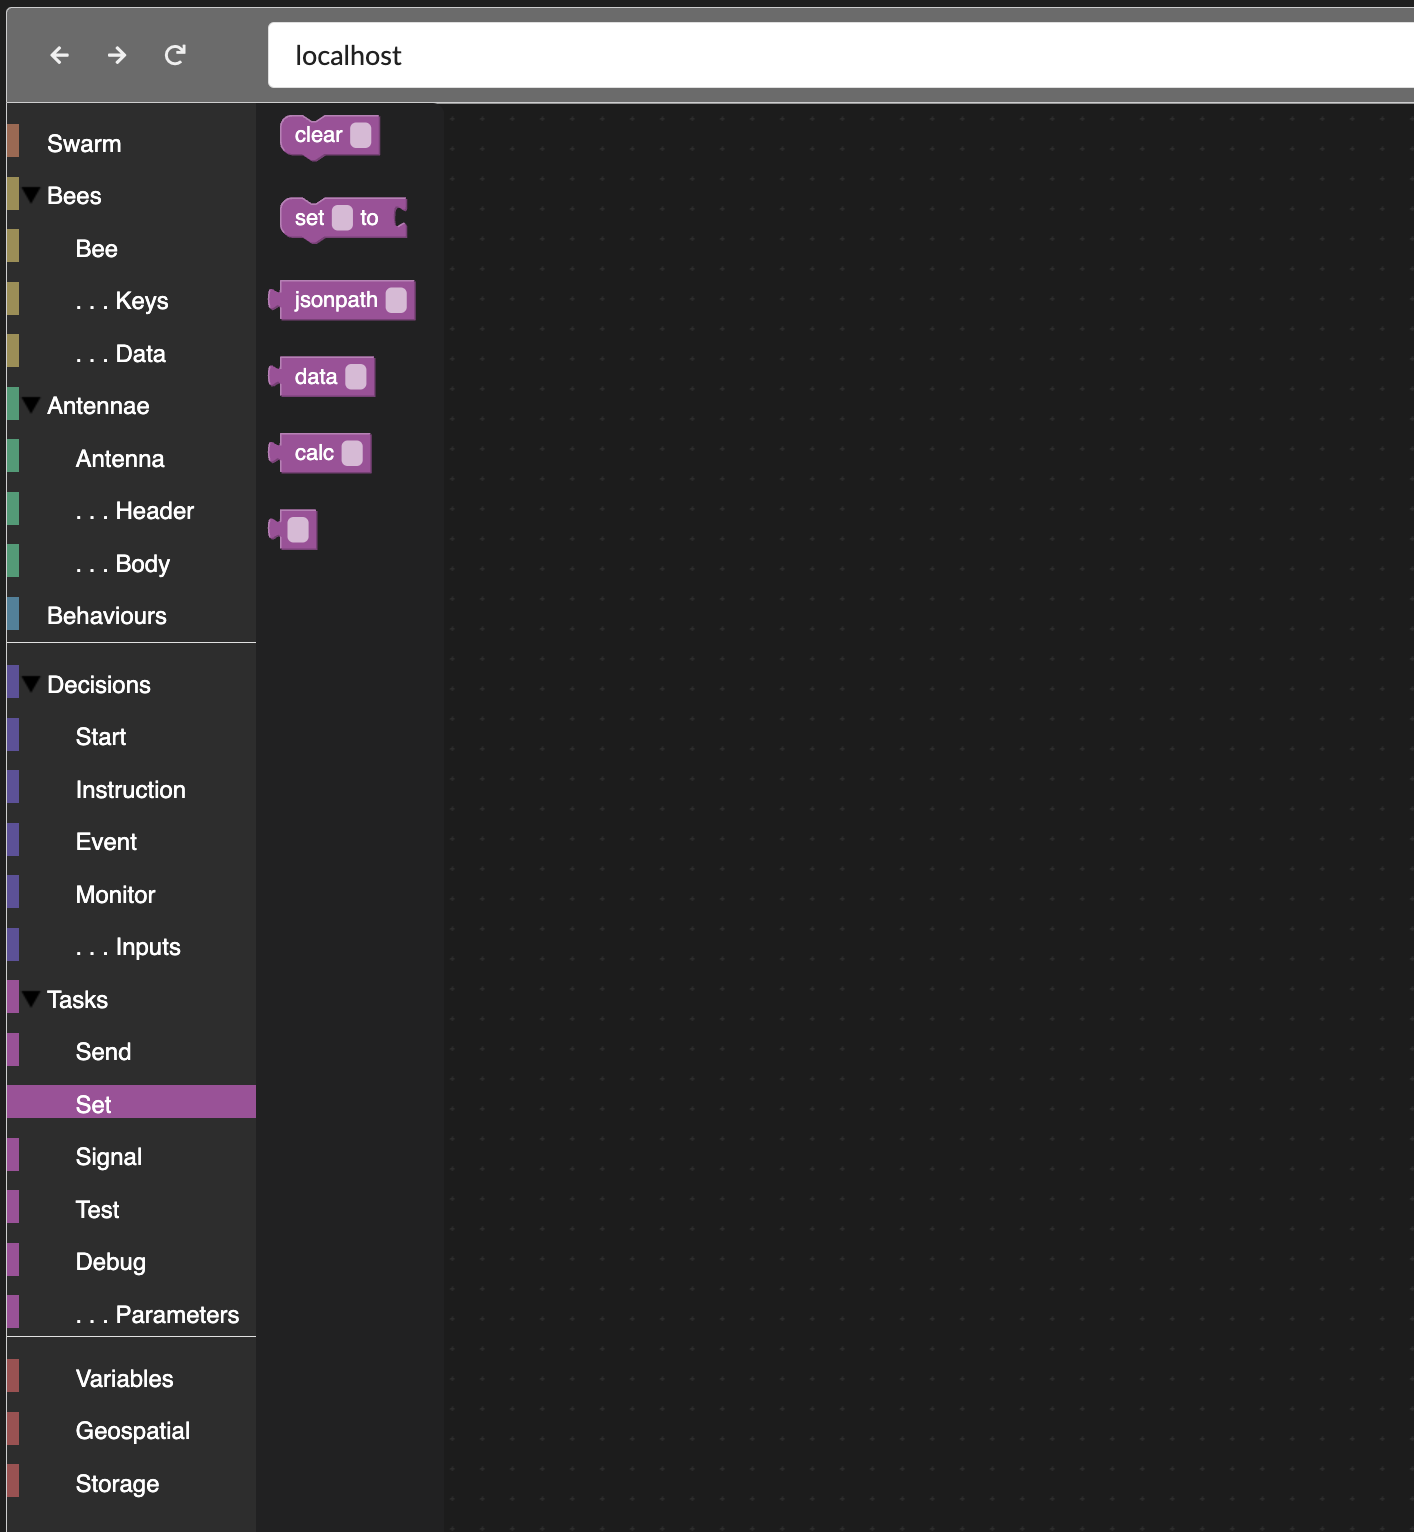 localhost
Swarm
Bees
Bee
. . . Keys
. . . Data
Antennae
Antenna
. . . Header
. . . Body
Behaviours
Decisions
Start
Instruction
Event
Monitor
. . . Inputs
Tasks
Send
Set
Signal
Test
Debug
. . . Parameters
Variables
Geospatial
Storage
clear
set to
jsonpath
data
calc